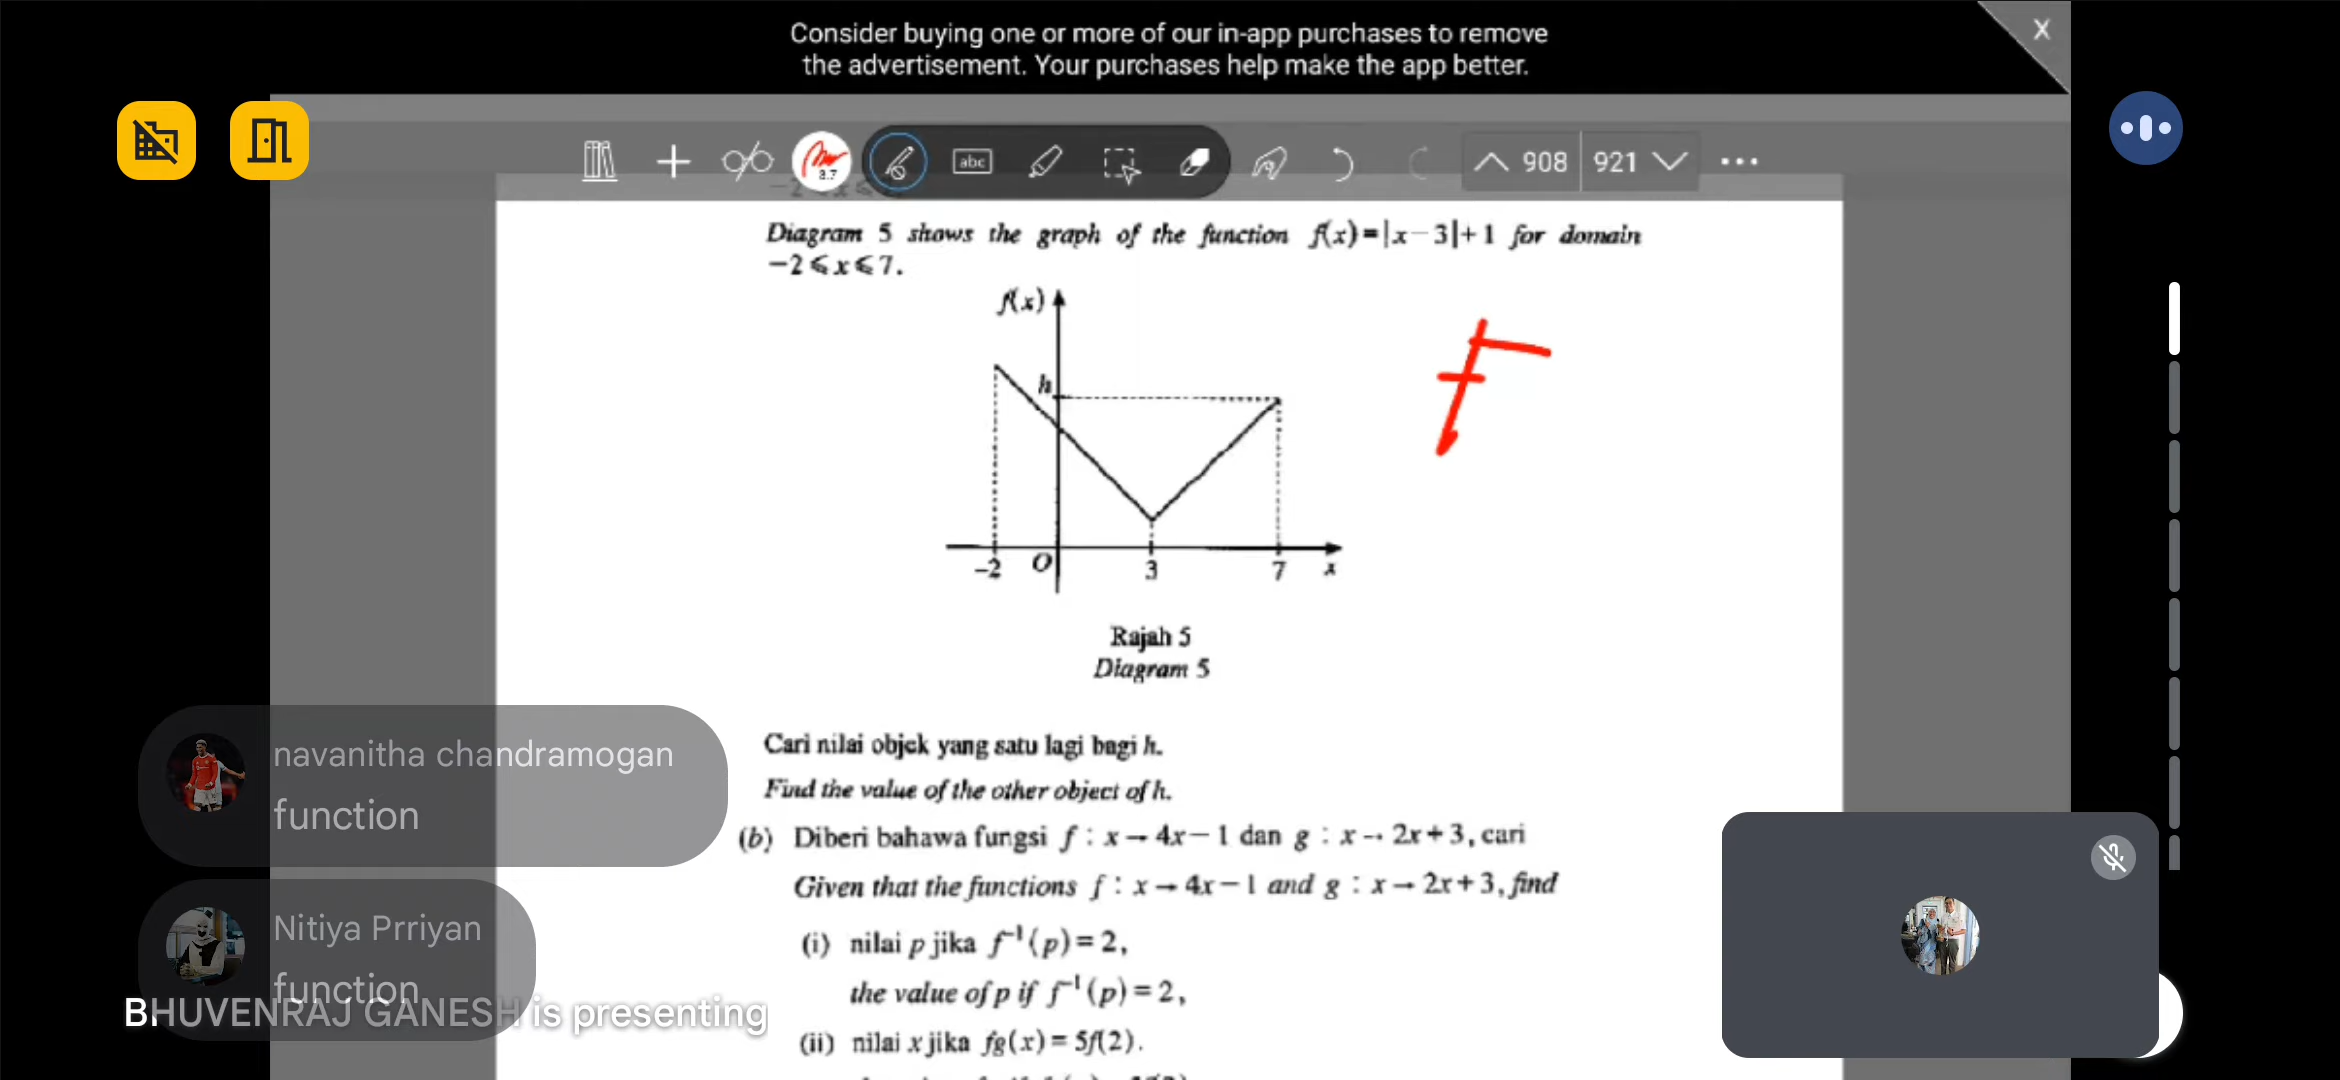 Consider buying one or more of our in-app purchases to remove
the advertisement. Your purchases help make the app better.
X
abc
3.7
908
921
Diagram 5 shows the graph of the function f(x)=|x−3|+1 for domain
−2⩽x⩽7.
f(x)
h
−2
O
3
7
x
Rajah 5
Diagram 5
Cari nilai objek yang satu lagi bagi h.
Find the value of the other object of h.
(b) Diberi bahawa fungsi f : x → 4x − 1 dan g : x → 2x + 3, cari
Given that the functions f : x → 4x − 1 and g : x → 2x + 3, find
(i) nilai p jika f⁻¹(p) = 2,
the value of p if f⁻¹(p) = 2,
(ii) nilai x jika fg(x) = 5f(2).
F
navanitha chandramogan
function
Nitiya Prriyan
function
BHUVENRAJ GANESH is presenting